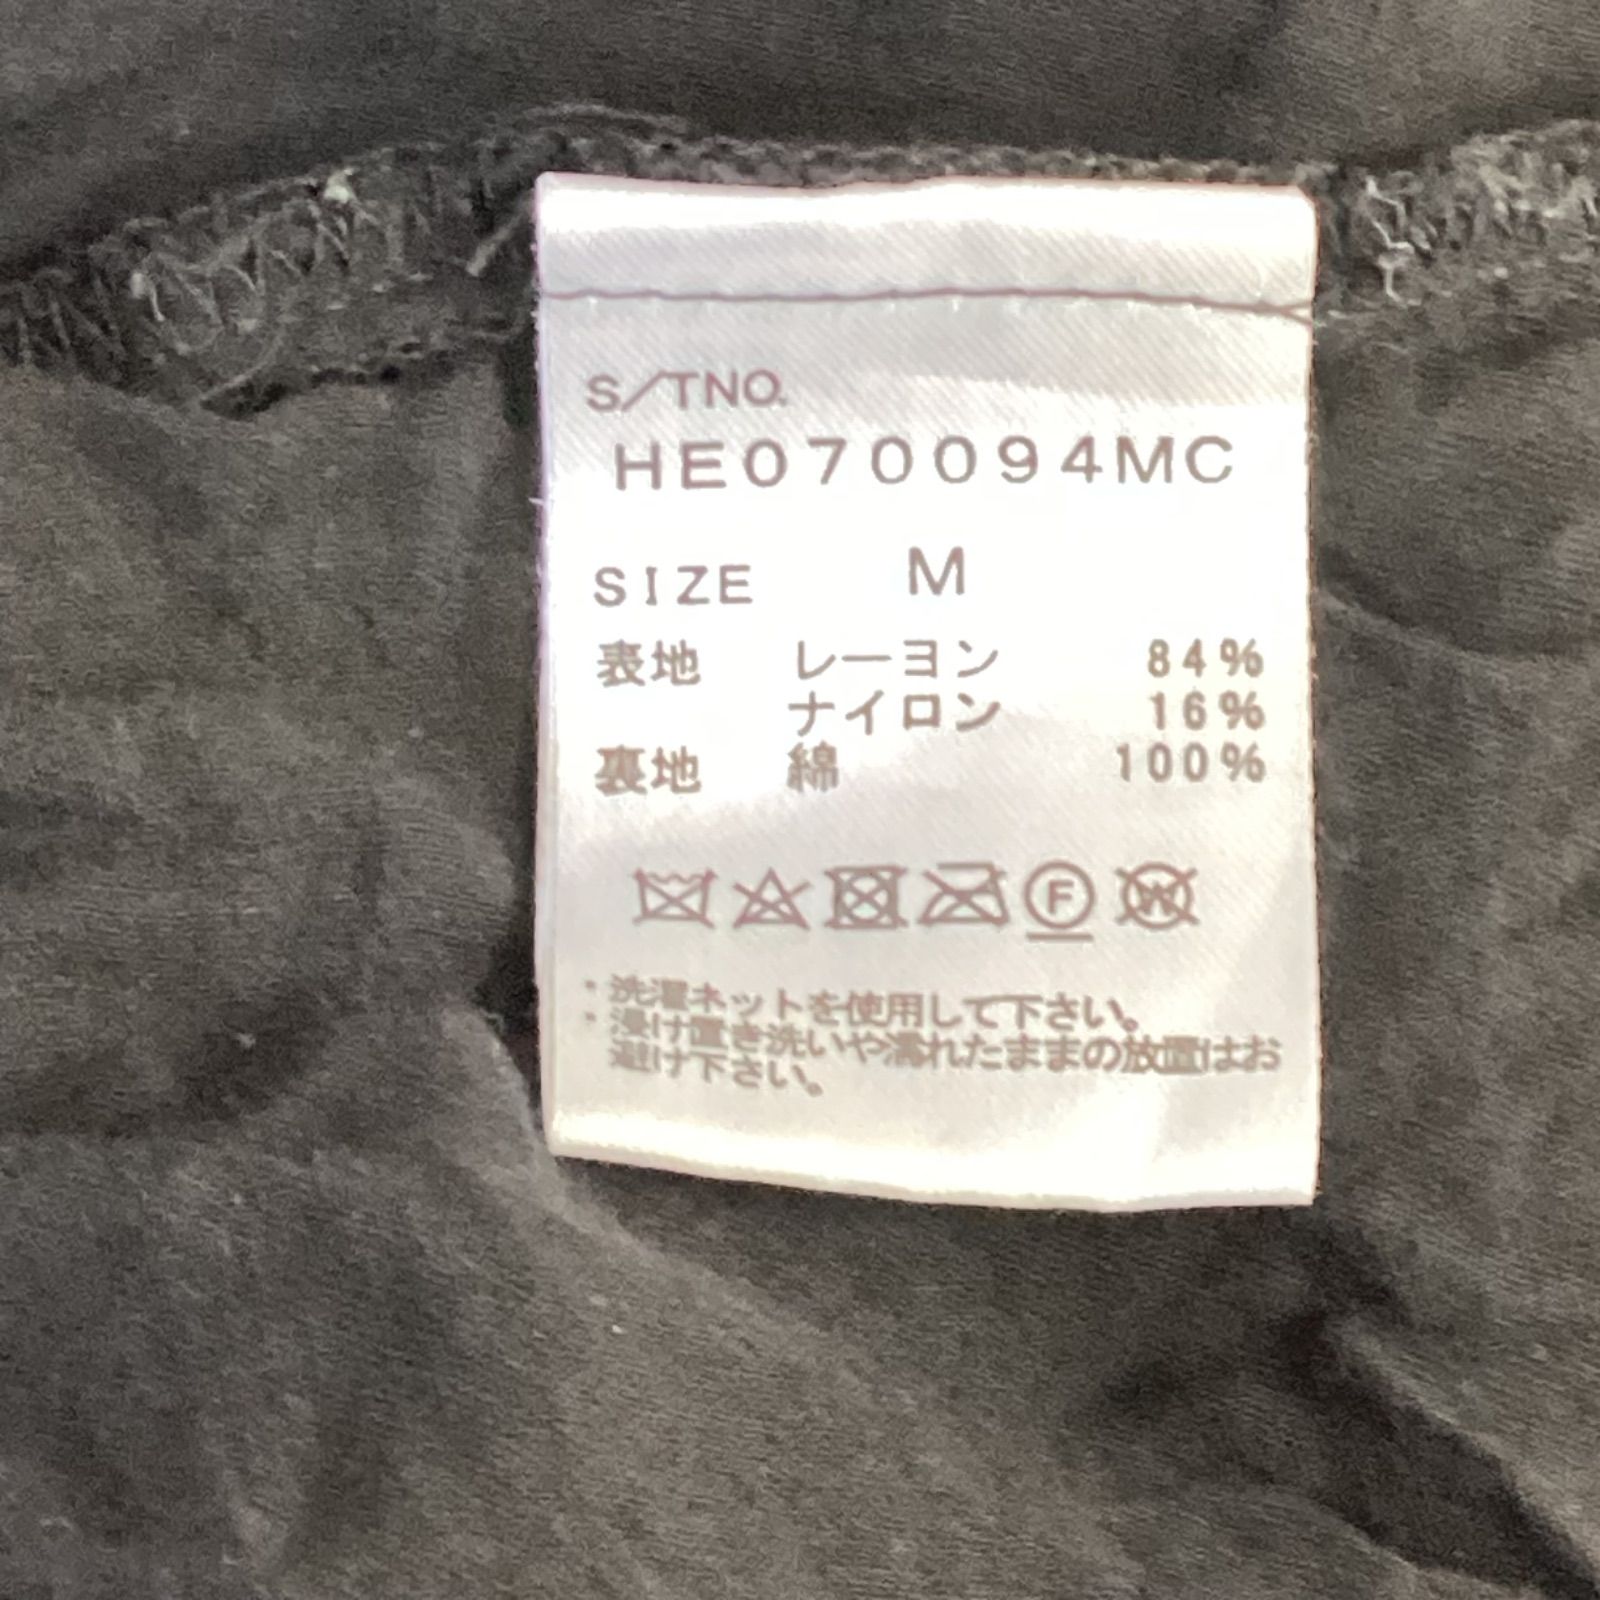 S/TNO.
HE070094MC
SIZE M
表地 レーヨン 84%
ナイロン 16%
裏地 綿 100%
F W
・洗濯ネットを使用して下さい。
・浸け置き洗いや濡れたままの放置はお
避け下さい。